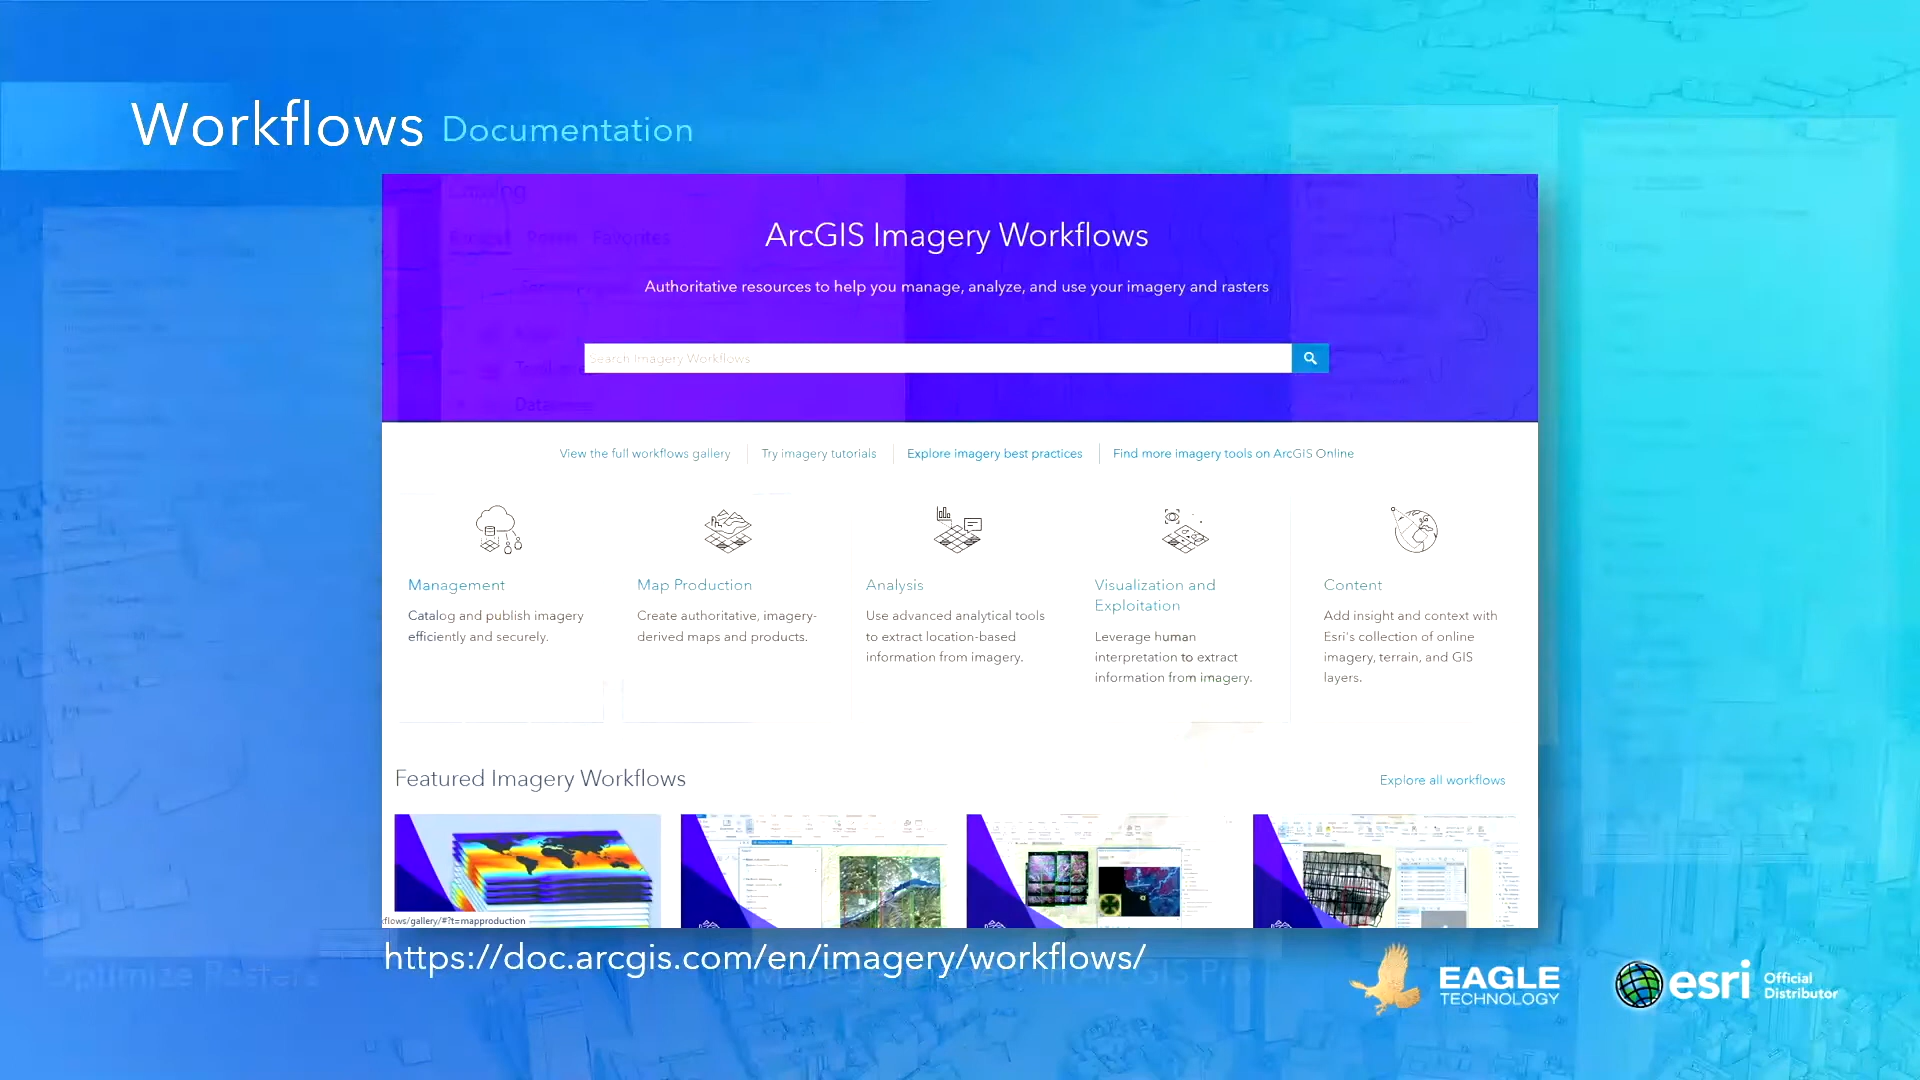 Workflows Documentation
ArcGIS Imagery Workflows
Authoritative resources to help you manage, analyze, and use your imagery and rasters
Search Imagery Workflows
View the full workflows gallery
Try imagery tutorials
Explore imagery best practices
Find more imagery tools on ArcGIS Online
Management
Catalog and publish imagery
efficiently and securely.
Map Production
Create authoritative, imagery-
derived maps and products.
Analysis
Use advanced analytical tools
to extract location-based
information from imagery.
Visualization and
Exploitation
Leverage human
interpretation to extract
information from imagery.
Content
Add insight and context with
Esri's collection of online
imagery, terrain, and GIS
layers.
Featured Imagery Workflows
Explore all workflows
flows/gallery/#?t=mapproduction
https://doc.arcgis.com/en/imagery/workflows/
Optimize Rasters
EAGLE
TECHNOLOGY
esri Official
Distributor